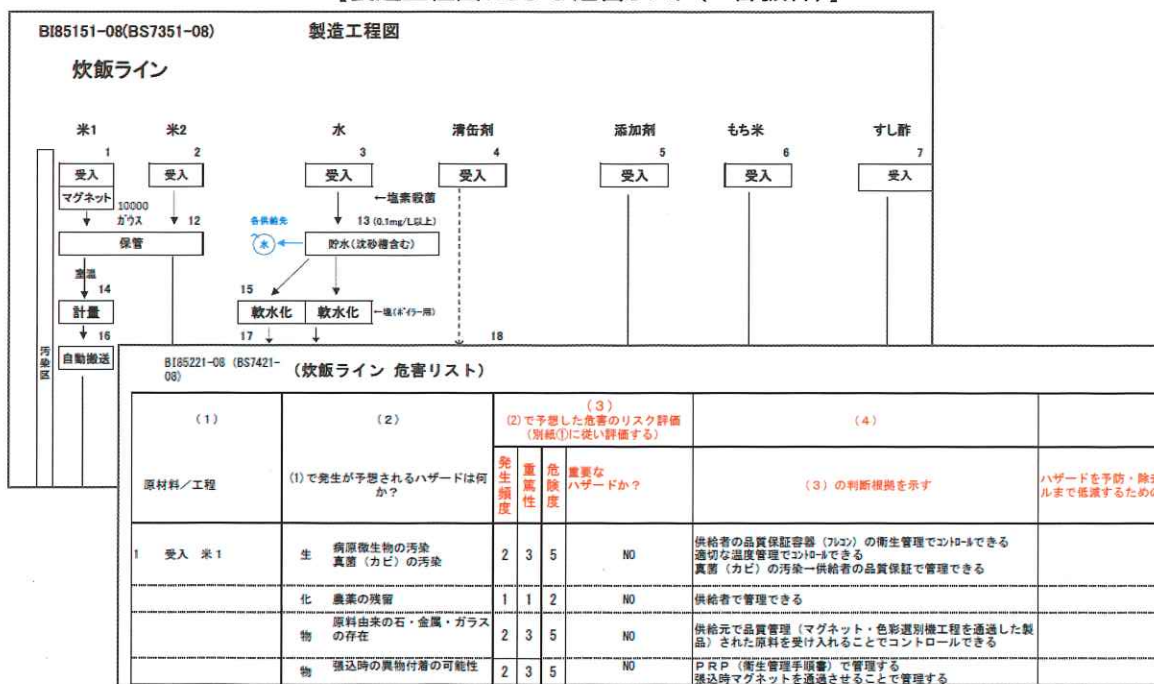 BI85151-08(BS7351-08) 製造工程図
炊飯ライン
米1 米2 水 清缶剤 添加剤 もち米 すし酢
1 2 3 4 5 6 7
受入 受入 受入 受入 受入 受入 受入
マグネット ←塩素殺菌
10000
ガウス 12 各供給先 13 (0.1mg/L以上)
保管 水 貯水(沈砂槽含む)
室温
14 15
計量 軟水化 軟水化 ←塩(ボイラー用)
16 17 18
自動搬送
汚染区
BI85221-08 (BS7421-
08) (炊飯ライン 危害リスト)
(1) (2) (3) (4)
(2)で予想した危害のリスク評価
(別紙①に従い評価する)
原材料/工程 (1)で発生が予想されるハザードは何
か? 発生頻度 重篤性 危険度 重要な
ハザードか? (3)の判断根拠を示す ハザードを予防・除去
ルまで低減するための
1 受入 米1 生 病原微生物の汚染
真菌(カビ)の汚染 2 3 5 NO 供給者の品質保証容器(フレコン)の衛生管理でコントロールできる
適切な温度管理でコントロールできる
真菌(カビ)の汚染→供給者の品質保証で管理できる
化 農薬の残留 1 1 2 NO 供給者で管理できる
物 原料由来の石・金属・ガラス
の存在 2 3 5 NO 供給元で品質管理(マグネット・色彩選別機工程を通過した製
品)された原料を受け入れることでコントロールできる
物 張込時の異物付着の可能性 2 3 5 NO PRP(衛生管理手順書)で管理する
張込時マグネットを通過させることで管理する